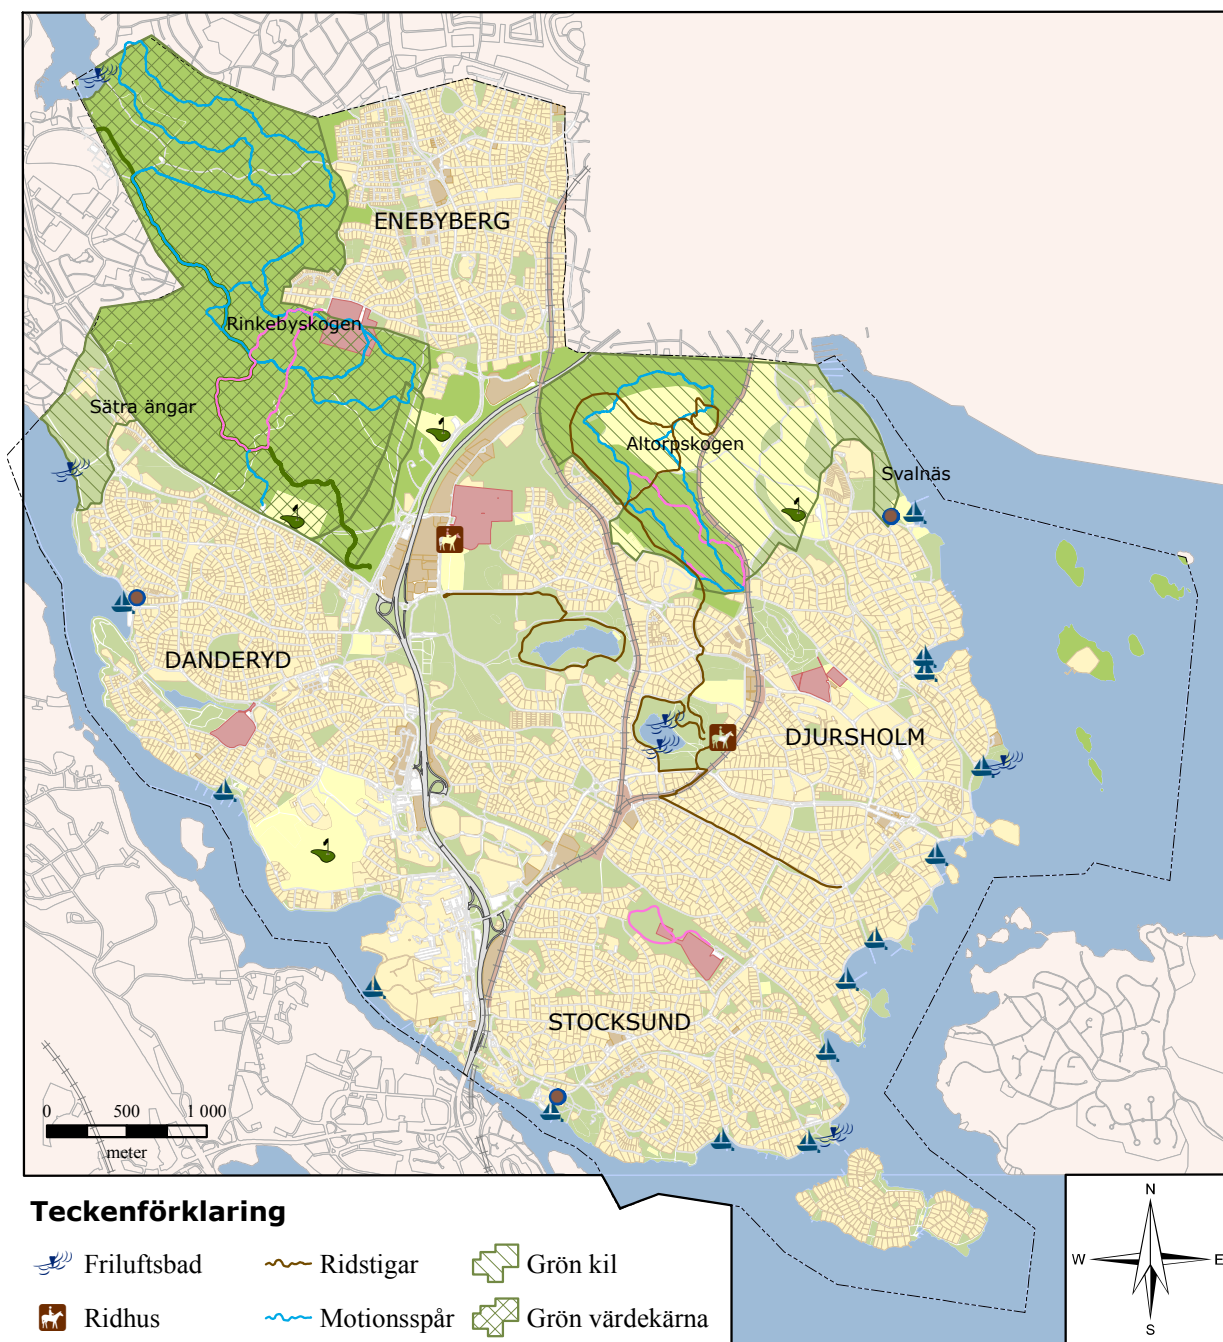 ENEBYBERG
Rinkebyskogen
Sätra ängar
Altorpskogen
Svalnäs
DANDERYD
DJURSHOLM
STOCKSUND
0 500 1 000
meter
N
W E
S
Teckenförklaring
Friluftsbad Ridstigar Grön kil
Ridhus Motionsspår Grön värdekärna